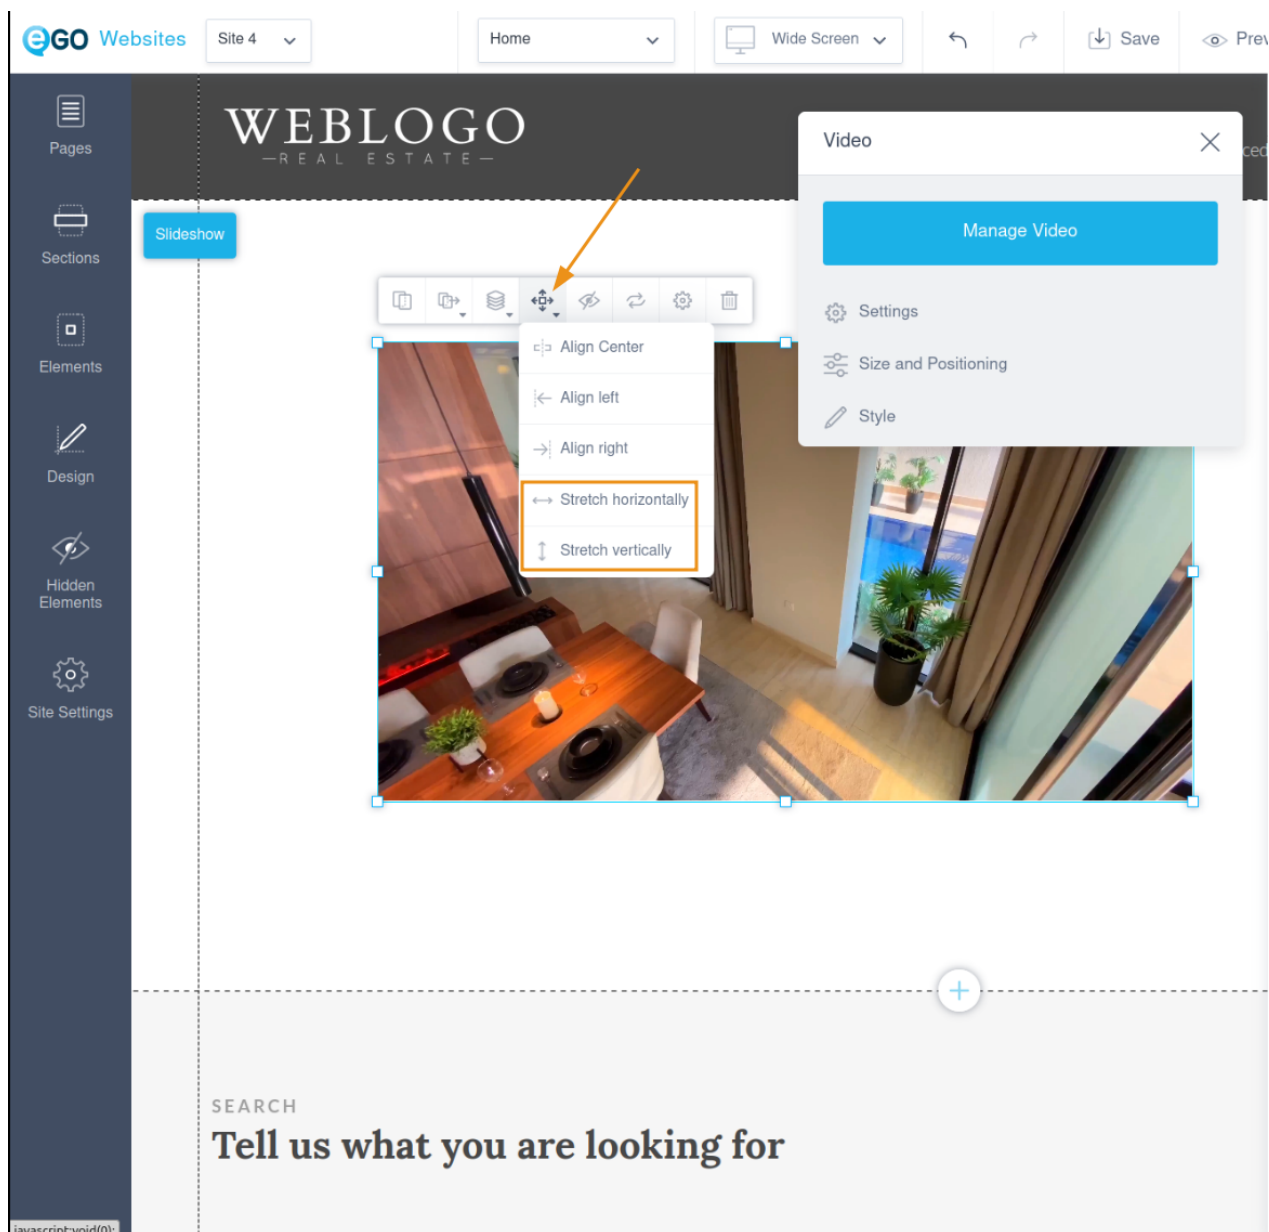 eGO Websites
Site 4
Home
Wide Screen
Save
Prev
Pages
Sections
Elements
Design
Hidden
Elements
Site Settings
WEBLOGO
—REAL ESTATE—
Slideshow
Video
ced
Manage Video
Settings
Size and Positioning
Style
Align Center
Align left
Align right
Stretch horizontally
Stretch vertically
SEARCH
Tell us what you are looking for
javascript:void(0);